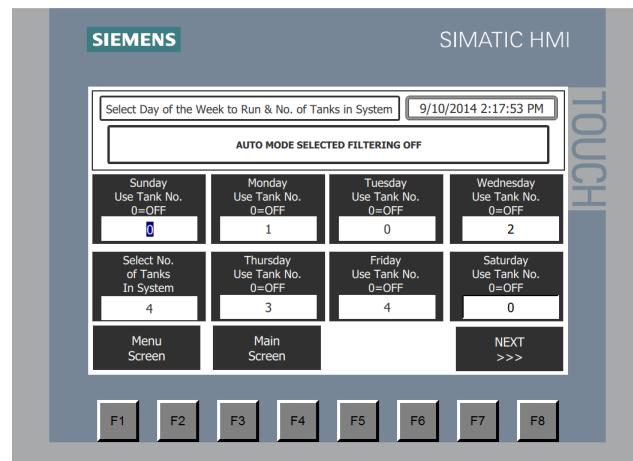 SIEMENS
SIMATIC HMI
TOUCH
Select Day of the Week to Run & No. of Tanks in System
9/10/2014 2:17:53 PM
AUTO MODE SELECTED FILTERING OFF
Sunday
Use Tank No.
0=OFF
0
Monday
Use Tank No.
0=OFF
1
Tuesday
Use Tank No.
0=OFF
0
Wednesday
Use Tank No.
0=OFF
2
Select No.
of Tanks
In System
4
Thursday
Use Tank No.
0=OFF
3
Friday
Use Tank No.
0=OFF
4
Saturday
Use Tank No.
0=OFF
0
Menu
Screen
Main
Screen
NEXT
>>>
F1
F2
F3
F4
F5
F6
F7
F8